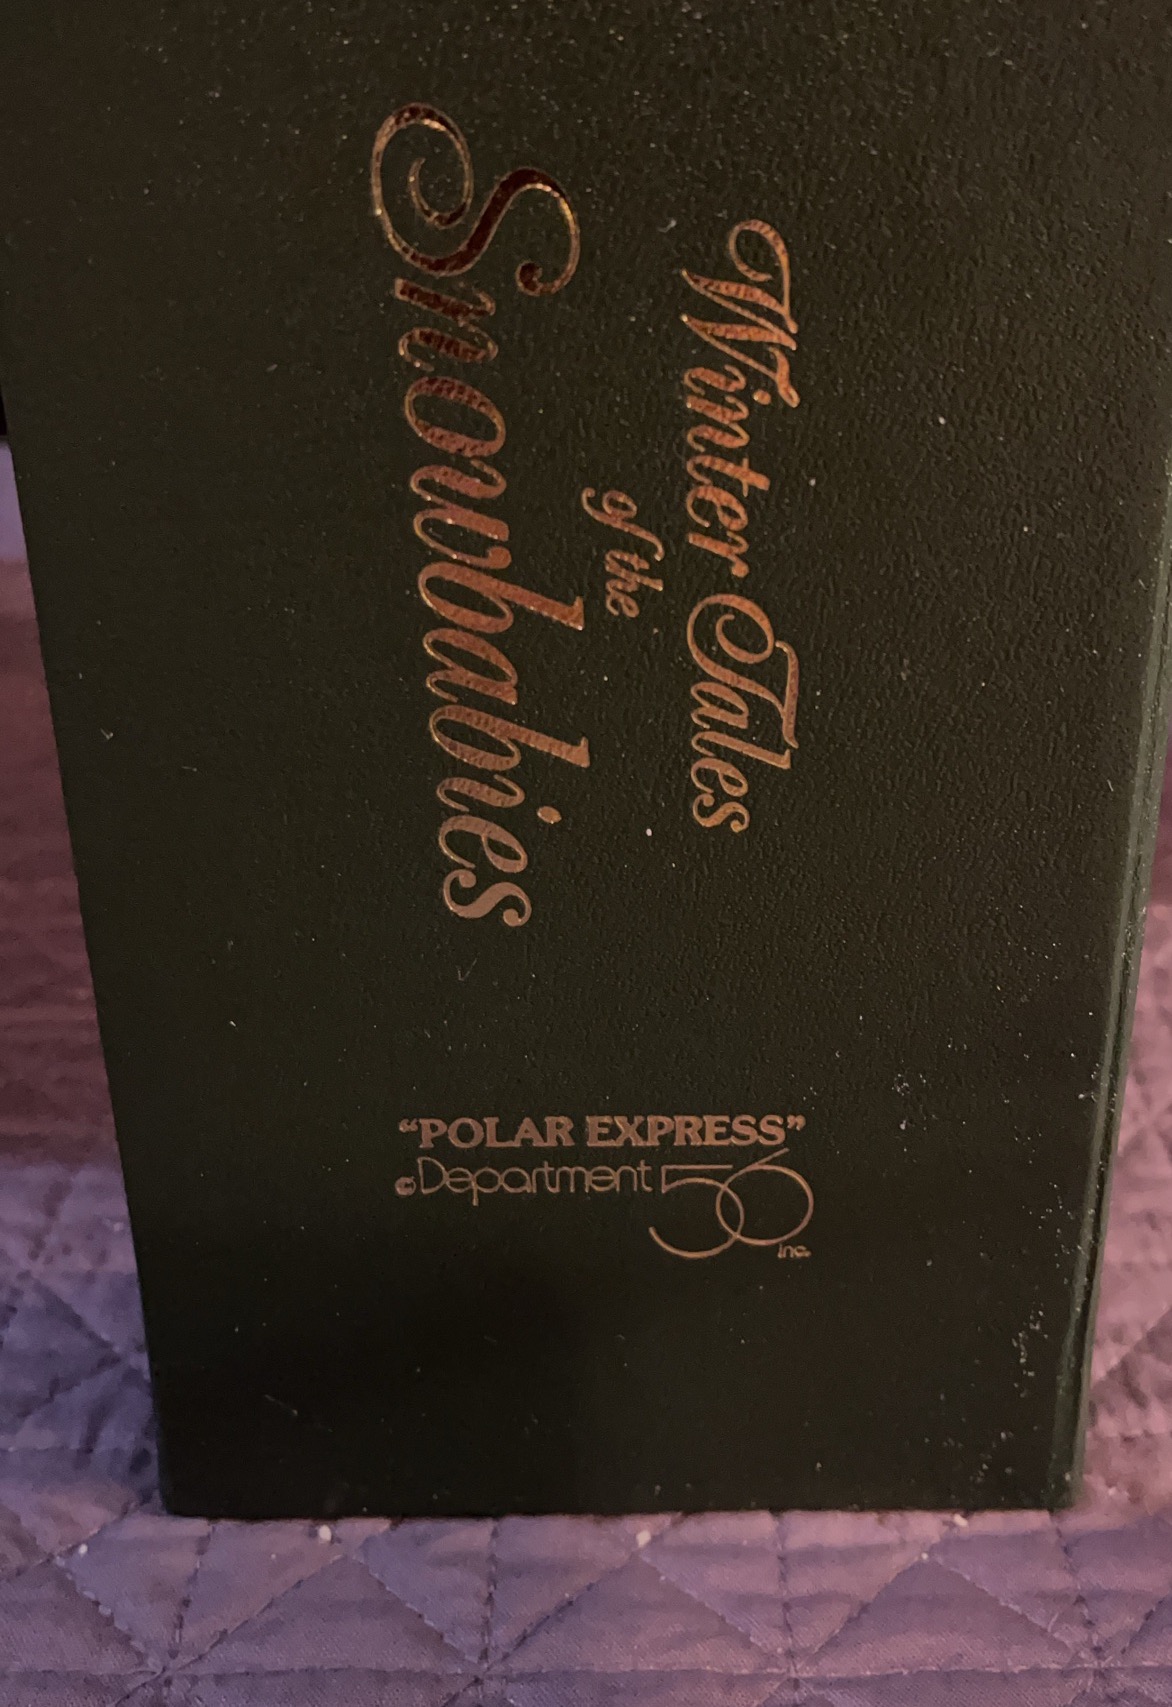 Winter Tales
of the
Snowbabies
“POLAR EXPRESS”
© Department 56 inc.